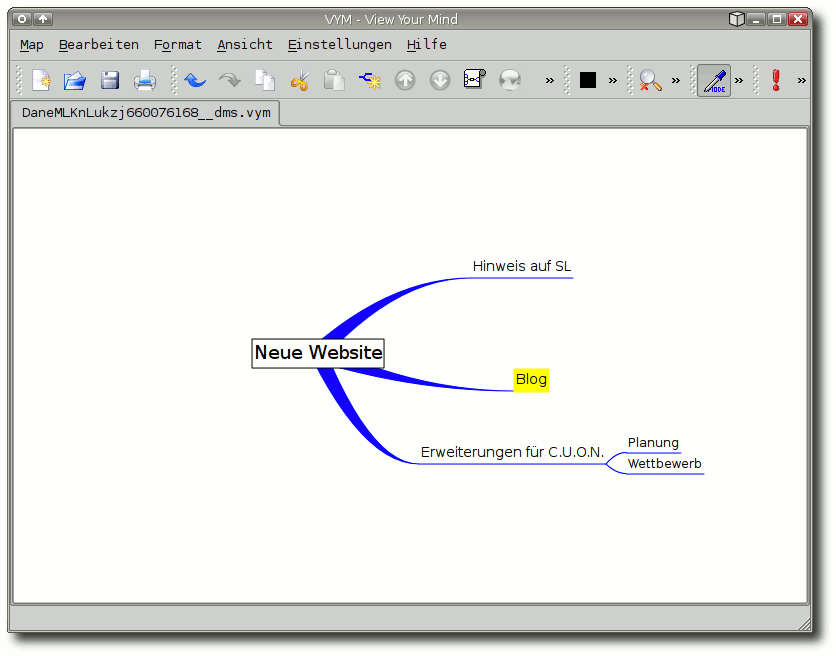 VYM - View Your Mind
Map Bearbeiten Format Ansicht Einstellungen Hilfe
MODE
DaneMLKnLukzj660076168__dms.vym
Hinweis auf SL
Neue Website
Blog
Erweiterungen für C.U.O.N.
Planung
Wettbewerb